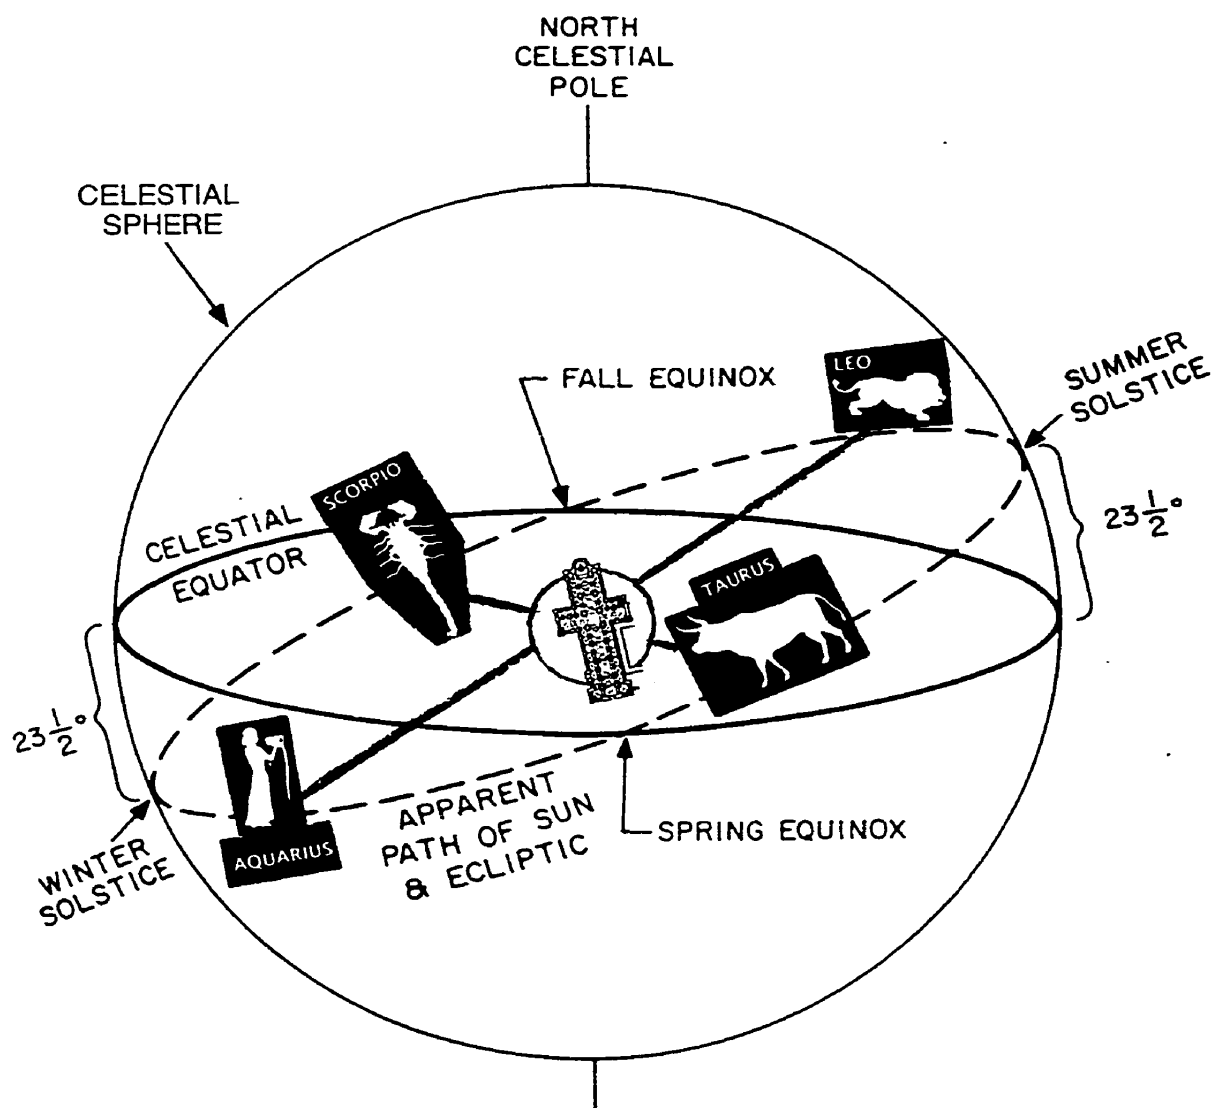 NORTH
CELESTIAL
POLE
CELESTIAL
SPHERE
LEO
SUMMER
SOLSTICE
FALL EQUINOX
SCORPIO
CELESTIAL
EQUATOR
23 1/2°
TAURUS
23 1/2°
AQUARIUS
APPARENT
PATH OF SUN
& ECLIPTIC
SPRING EQUINOX
WINTER
SOLSTICE